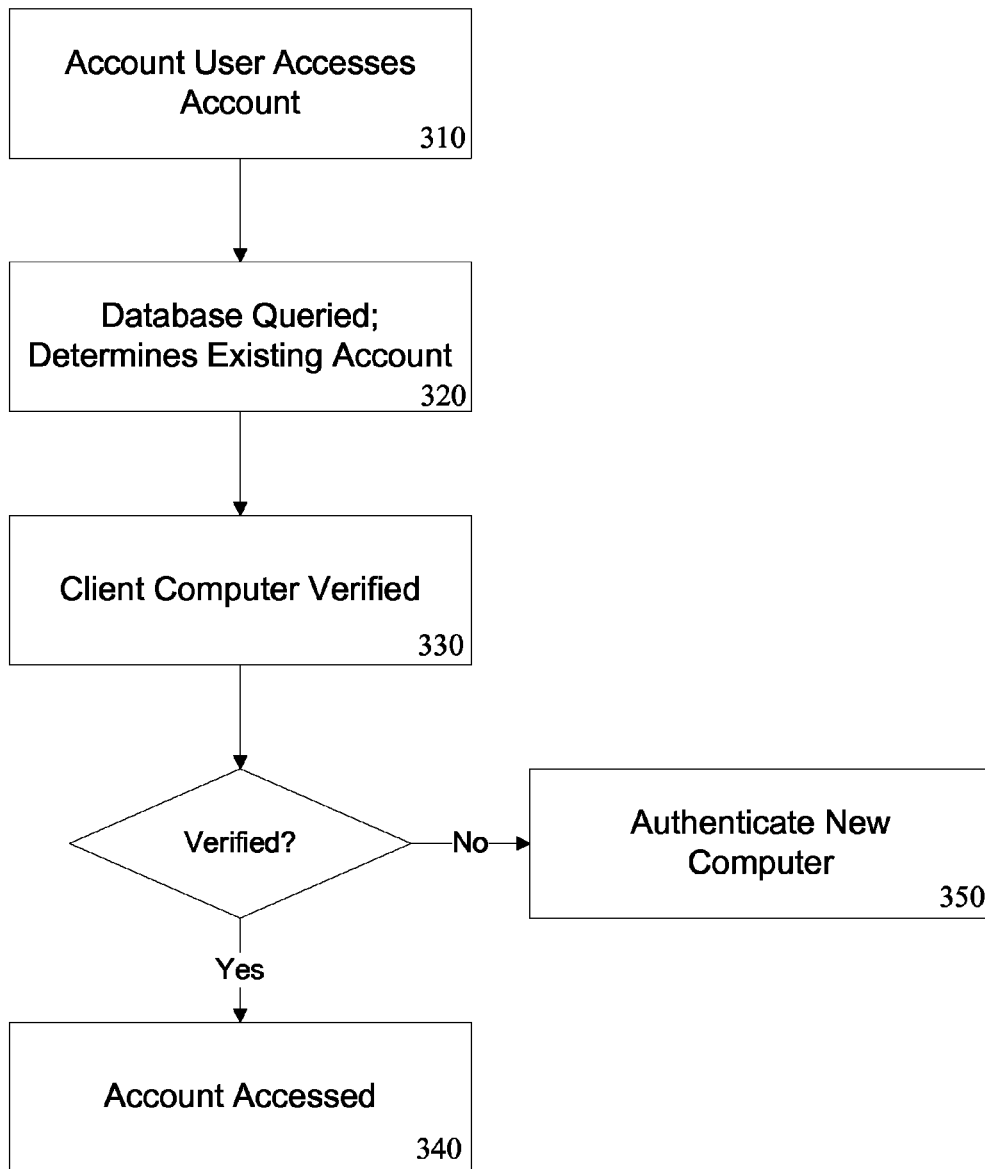 Account User Accesses
Account
310
Database Queried;
Determines Existing Account
320
Client Computer Verified
330
Verified?
No
Authenticate New
Computer
350
Yes
Account Accessed
340